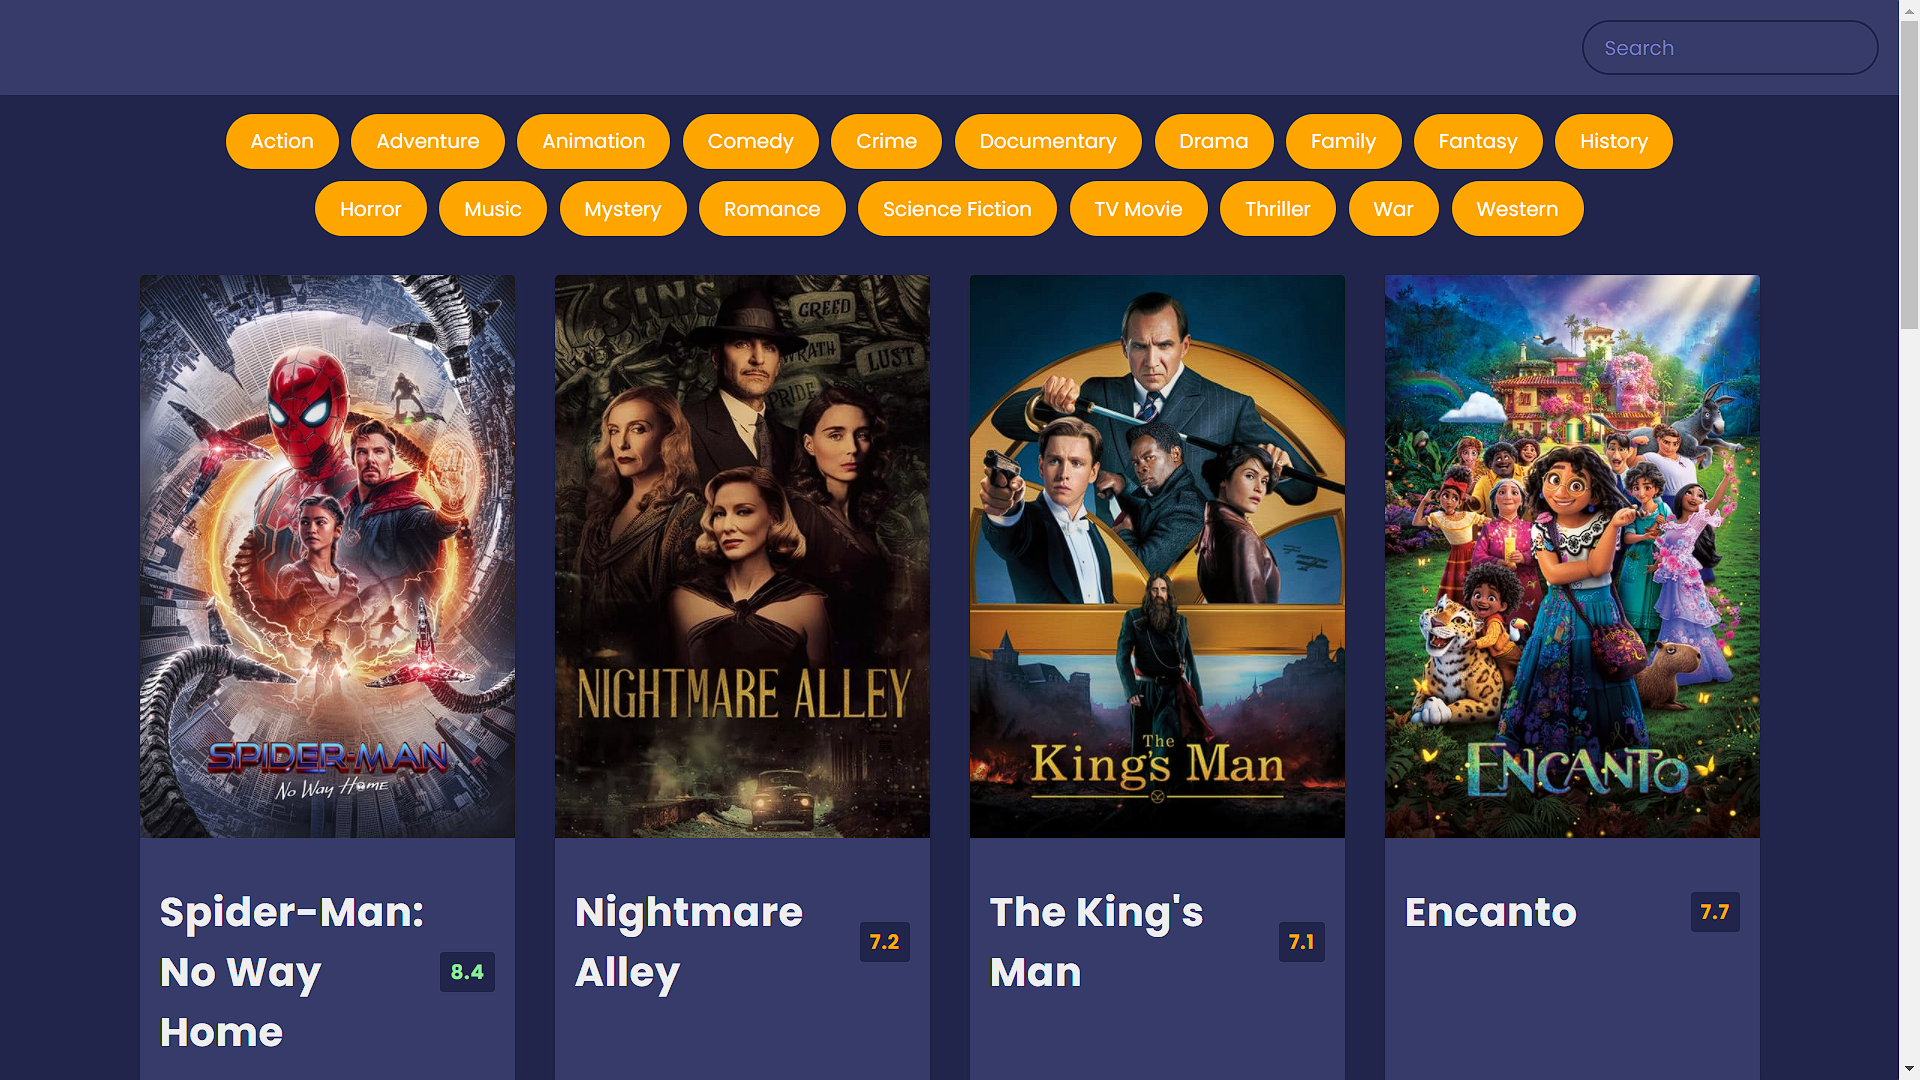 Search
Action Adventure Animation Comedy Crime Documentary Drama Family Fantasy History
Horror Music Mystery Romance Science Fiction TV Movie Thriller War Western
SPIDER-MAN
No Way Home
7 SINS
GREED
WRATH
LUST
PRIDE
NIGHTMARE ALLEY
The
King's Man
ENCANTO
Spider-Man:
No Way
Home
8.4
Nightmare
Alley
7.2
The King's
Man
7.1
Encanto
7.7